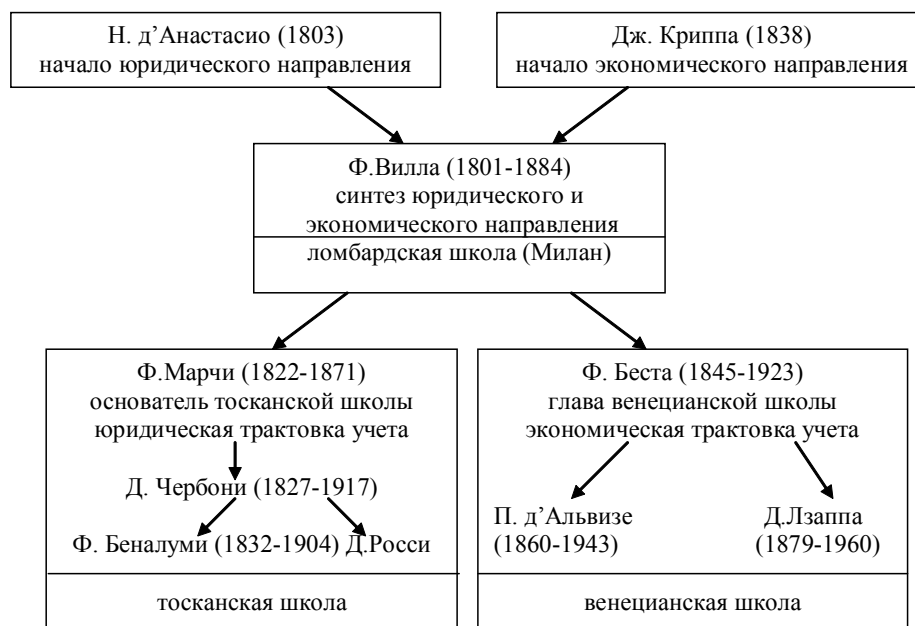 Н. д’Анастасио (1803)
начало юридического направления
Дж. Криппа (1838)
начало экономического направления
Ф.Вилла (1801-1884)
синтез юридического и
экономического направления
ломбардская школа (Милан)
Ф.Марчи (1822-1871)
основатель тосканской школы
юридическая трактовка учета
Д. Чербони (1827-1917)
Ф. Беналуми (1832-1904) Д.Росси
тосканская школа
Ф. Беста (1845-1923)
глава венецианской школы
экономическая трактовка учета
П. д’Альвизе
(1860-1943)
Д.Лзаппа
(1879-1960)
венецианская школа